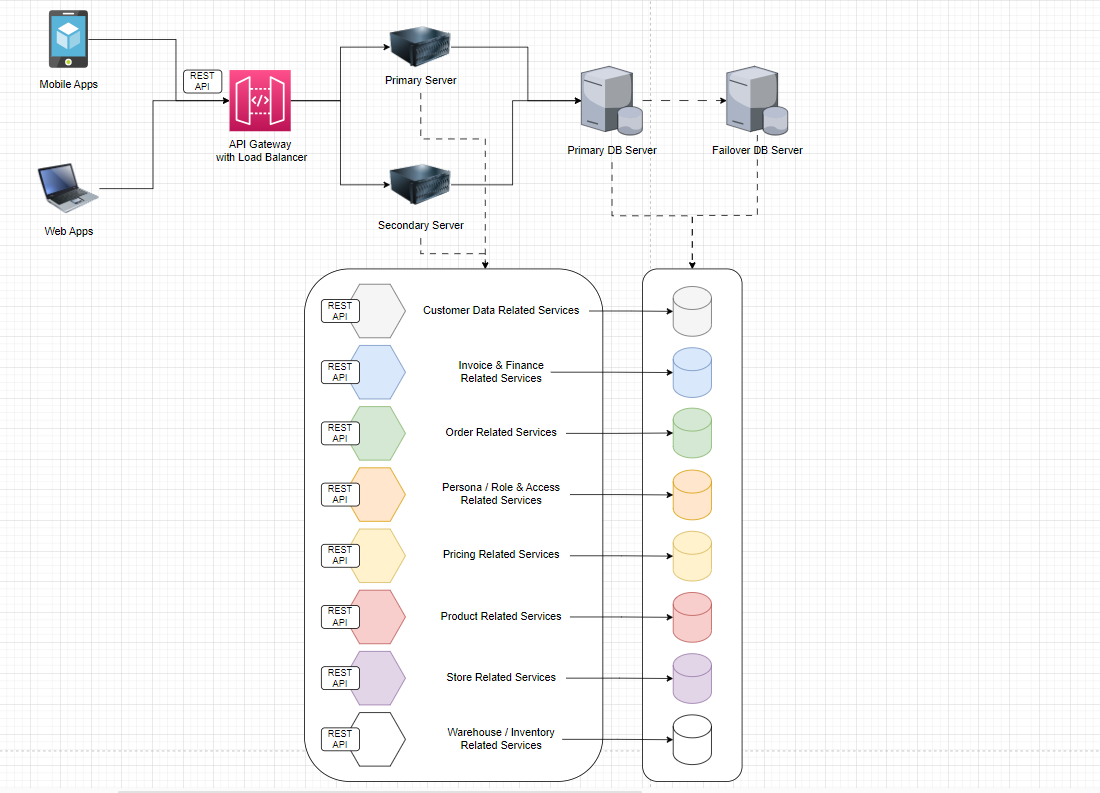 Mobile Apps
REST
API
API Gateway
with Load Balancer
Web Apps
Primary Server
Secondary Server
Primary DB Server
Failover DB Server
REST
API
Customer Data Related Services
REST
API
Invoice & Finance
Related Services
REST
API
Order Related Services
REST
API
Persona / Role & Access
Related Services
REST
API
Pricing Related Services
REST
API
Product Related Services
REST
API
Store Related Services
REST
API
Warehouse / Inventory
Related Services